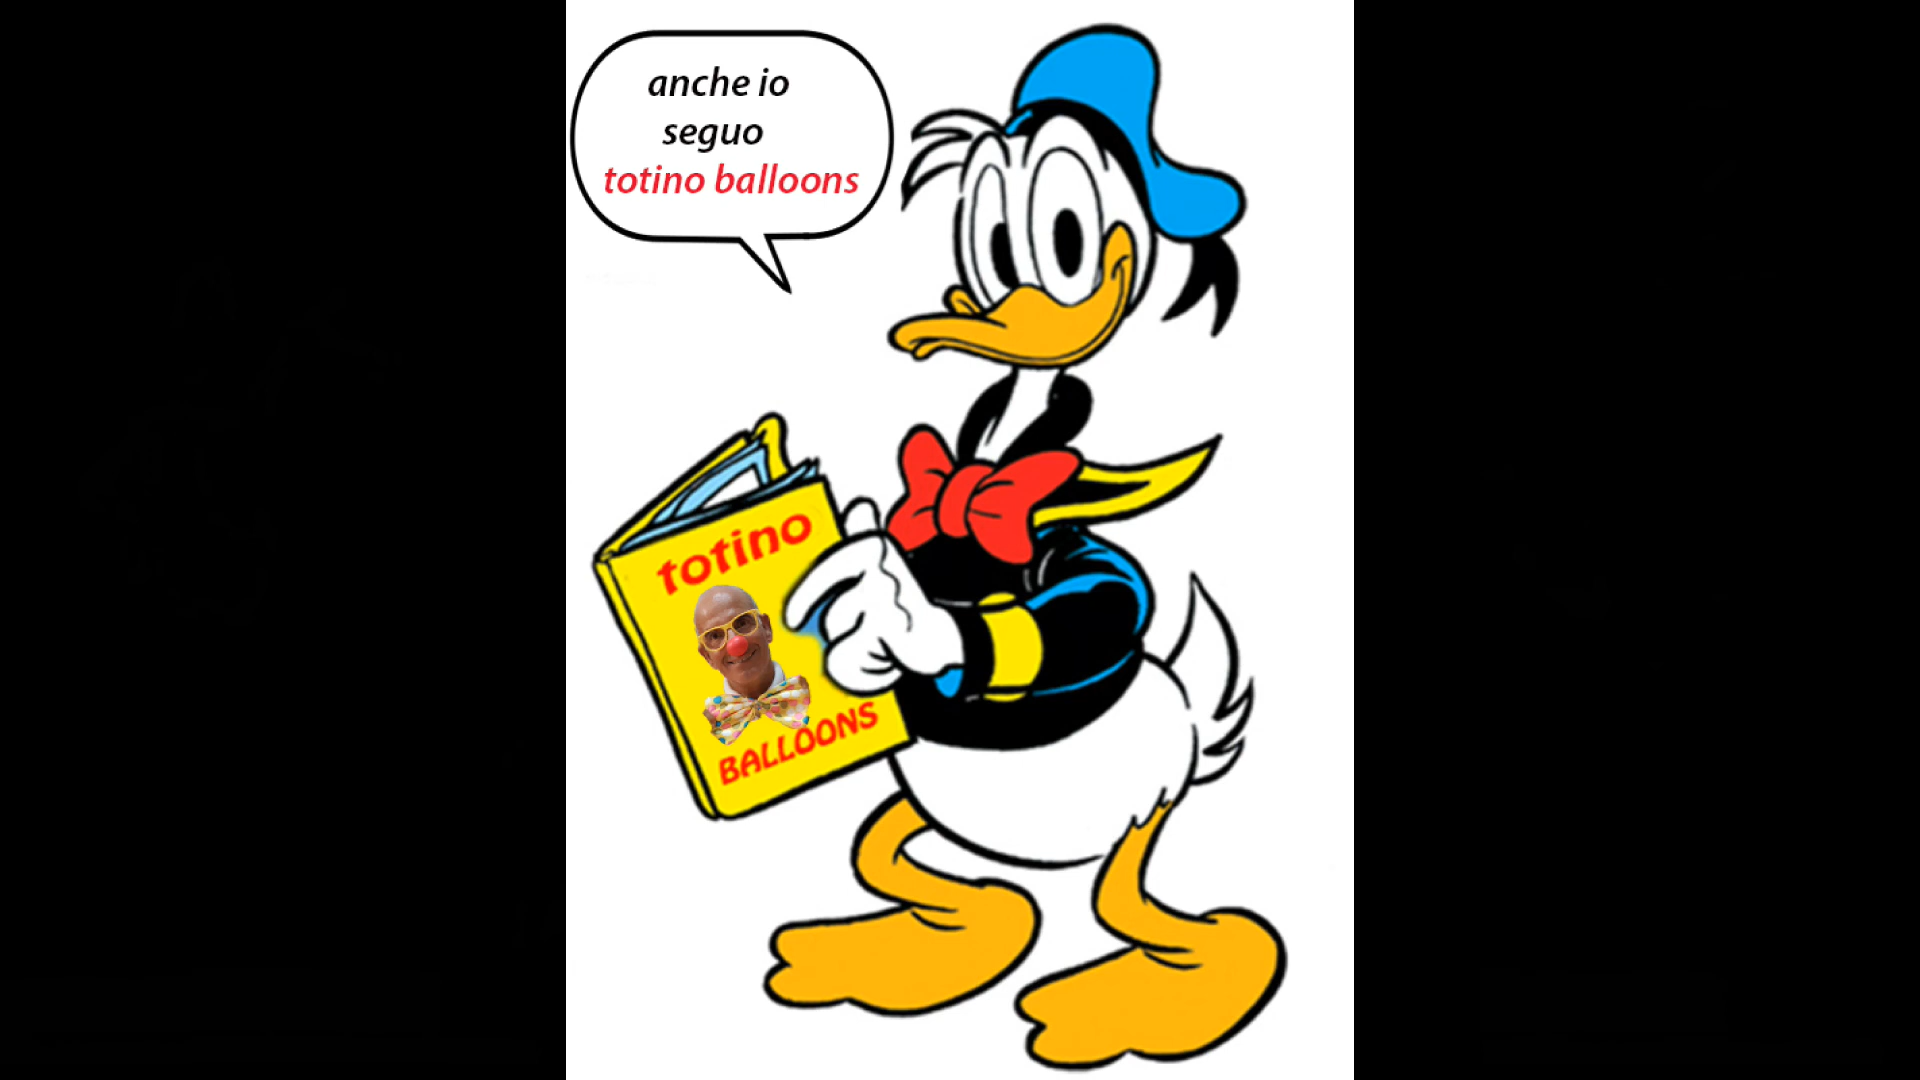 anche io
seguo
totino balloons
totino
BALLOONS